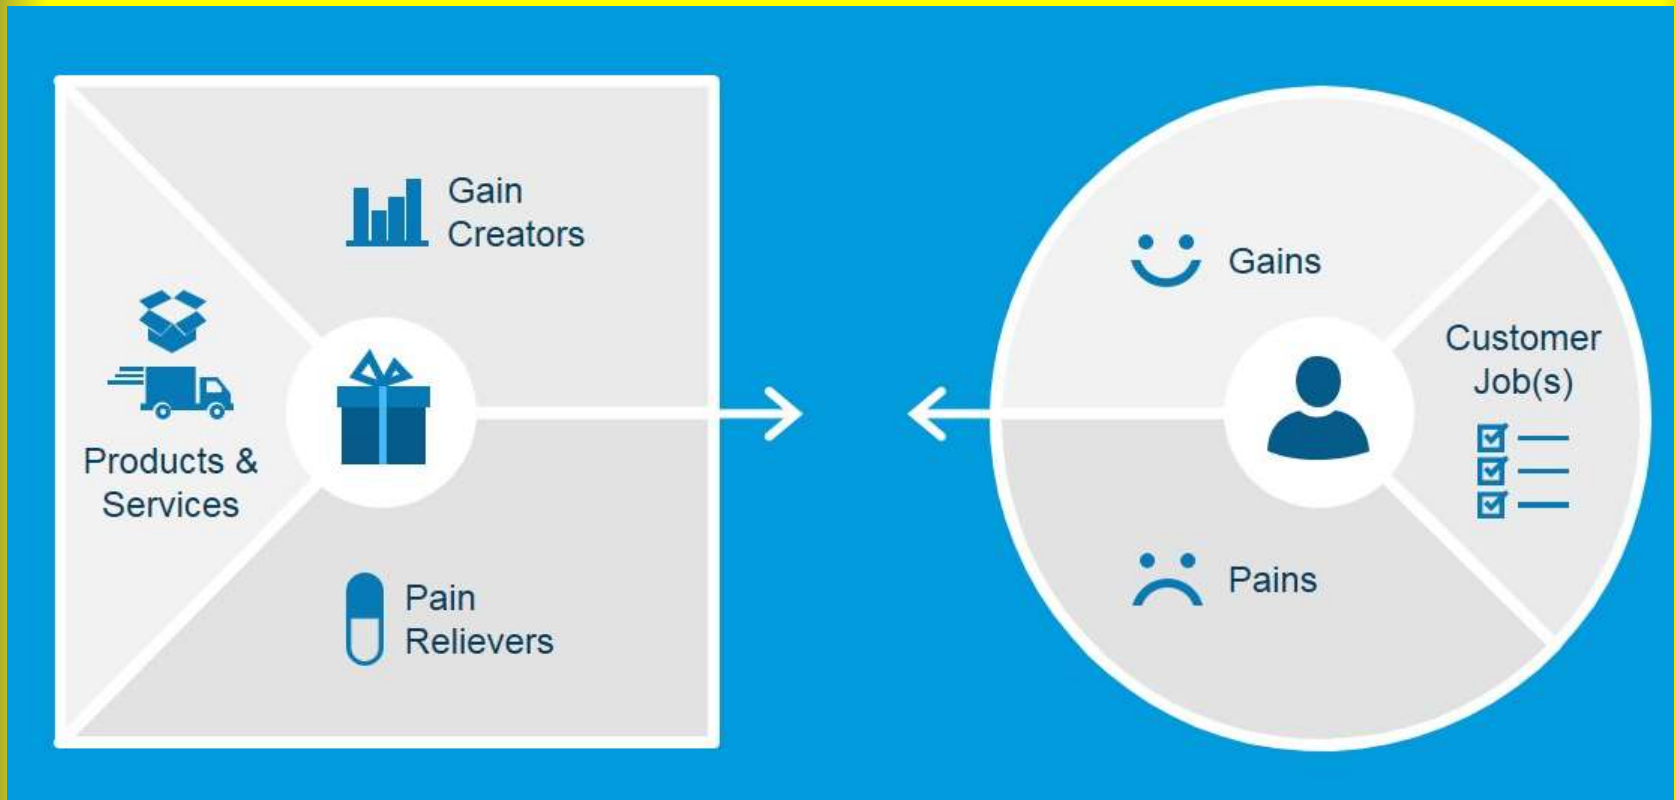 Gain
Creators
Products &
Services
Pain
Relievers
Gains
Customer
Job(s)
Pains